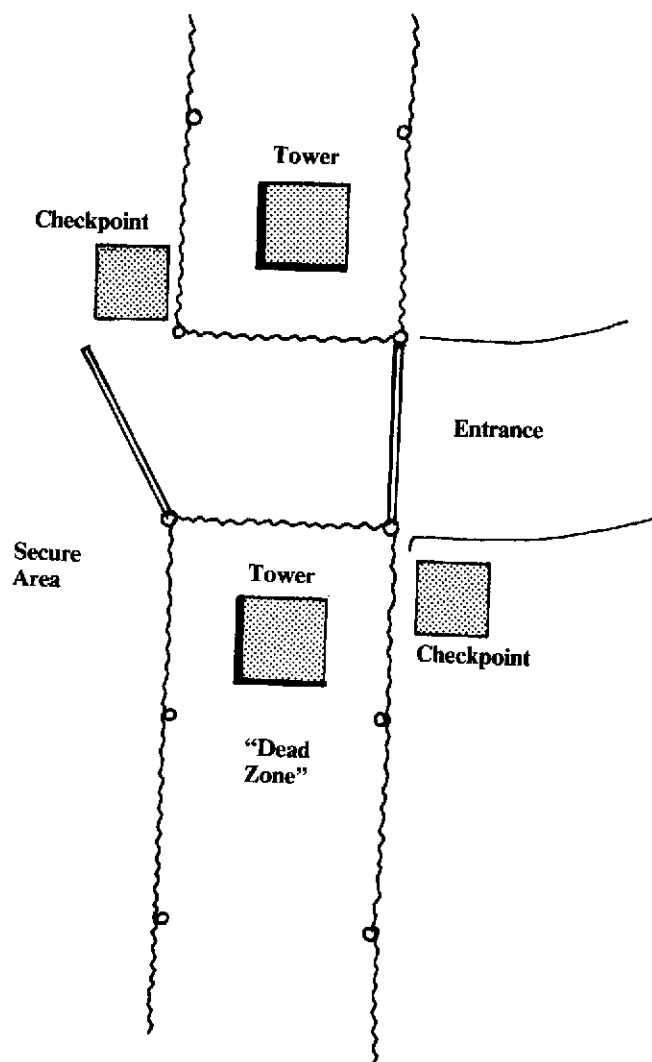 Tower
Checkpoint
Entrance
Secure
Area
Tower
Checkpoint
“Dead
Zone”